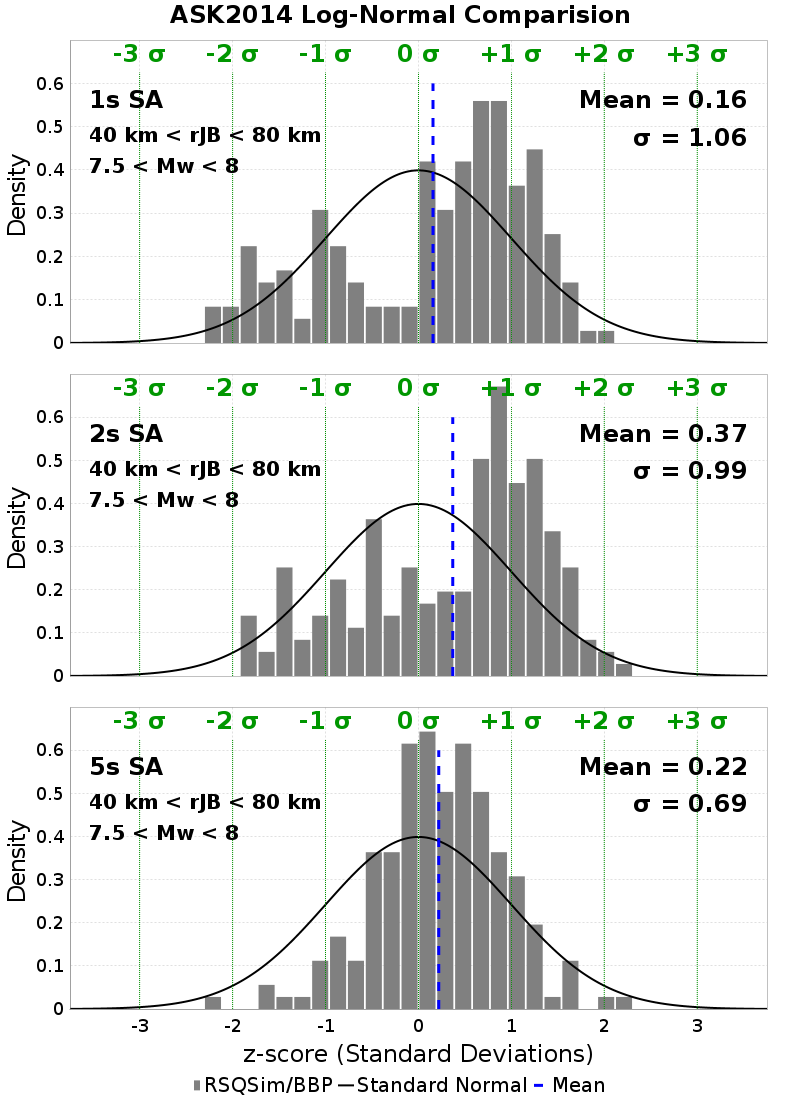 ASK2014 Log-Normal Comparision
-3 σ -2 σ -1 σ 0 σ +1 σ +2 σ +3 σ
1s SA
Mean = 0.16
40 km < rJB < 80 km
σ = 1.06
7.5 < Mw < 8
Density
0.6
0.5
0.4
0.3
0.2
0.1
0
-3 σ -2 σ -1 σ 0 σ +1 σ +2 σ +3 σ
2s SA
Mean = 0.37
40 km < rJB < 80 km
σ = 0.99
7.5 < Mw < 8
Density
0.6
0.5
0.4
0.3
0.2
0.1
0
-3 σ -2 σ -1 σ 0 σ +1 σ +2 σ +3 σ
5s SA
Mean = 0.22
40 km < rJB < 80 km
σ = 0.69
7.5 < Mw < 8
Density
0.6
0.5
0.4
0.3
0.2
0.1
0
-3 -2 -1 0 1 2 3
z-score (Standard Deviations)
RSQSim/BBP Standard Normal Mean